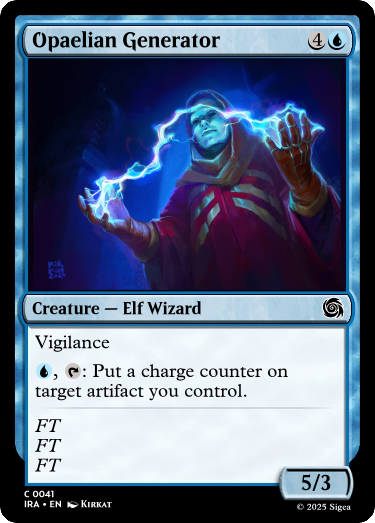 Opaelian Generator 4
Creature — Elf Wizard
Vigilance
, : Put a charge counter on
target artifact you control.
FT
FT
FT
5/3
C 0041
IRA • EN Kirkat
© 2025 Sigea